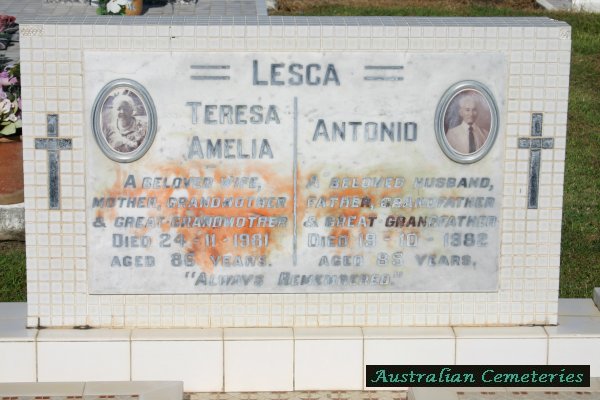 LESCA
TERESA
AMELIA
A BELOVED WIFE,
MOTHER, GRANDMOTHER
& GREAT-GRANDMOTHER
DIED 24-11-1981
AGED 86 YEARS.
ANTONIO
A BELOVED HUSBAND,
FATHER, GRANDFATHER
& GREAT GRANDFATHER
DIED 19-10-1982
AGED 89 YEARS.
"ALWAYS REMEMBERED"
Australian Cemeteries